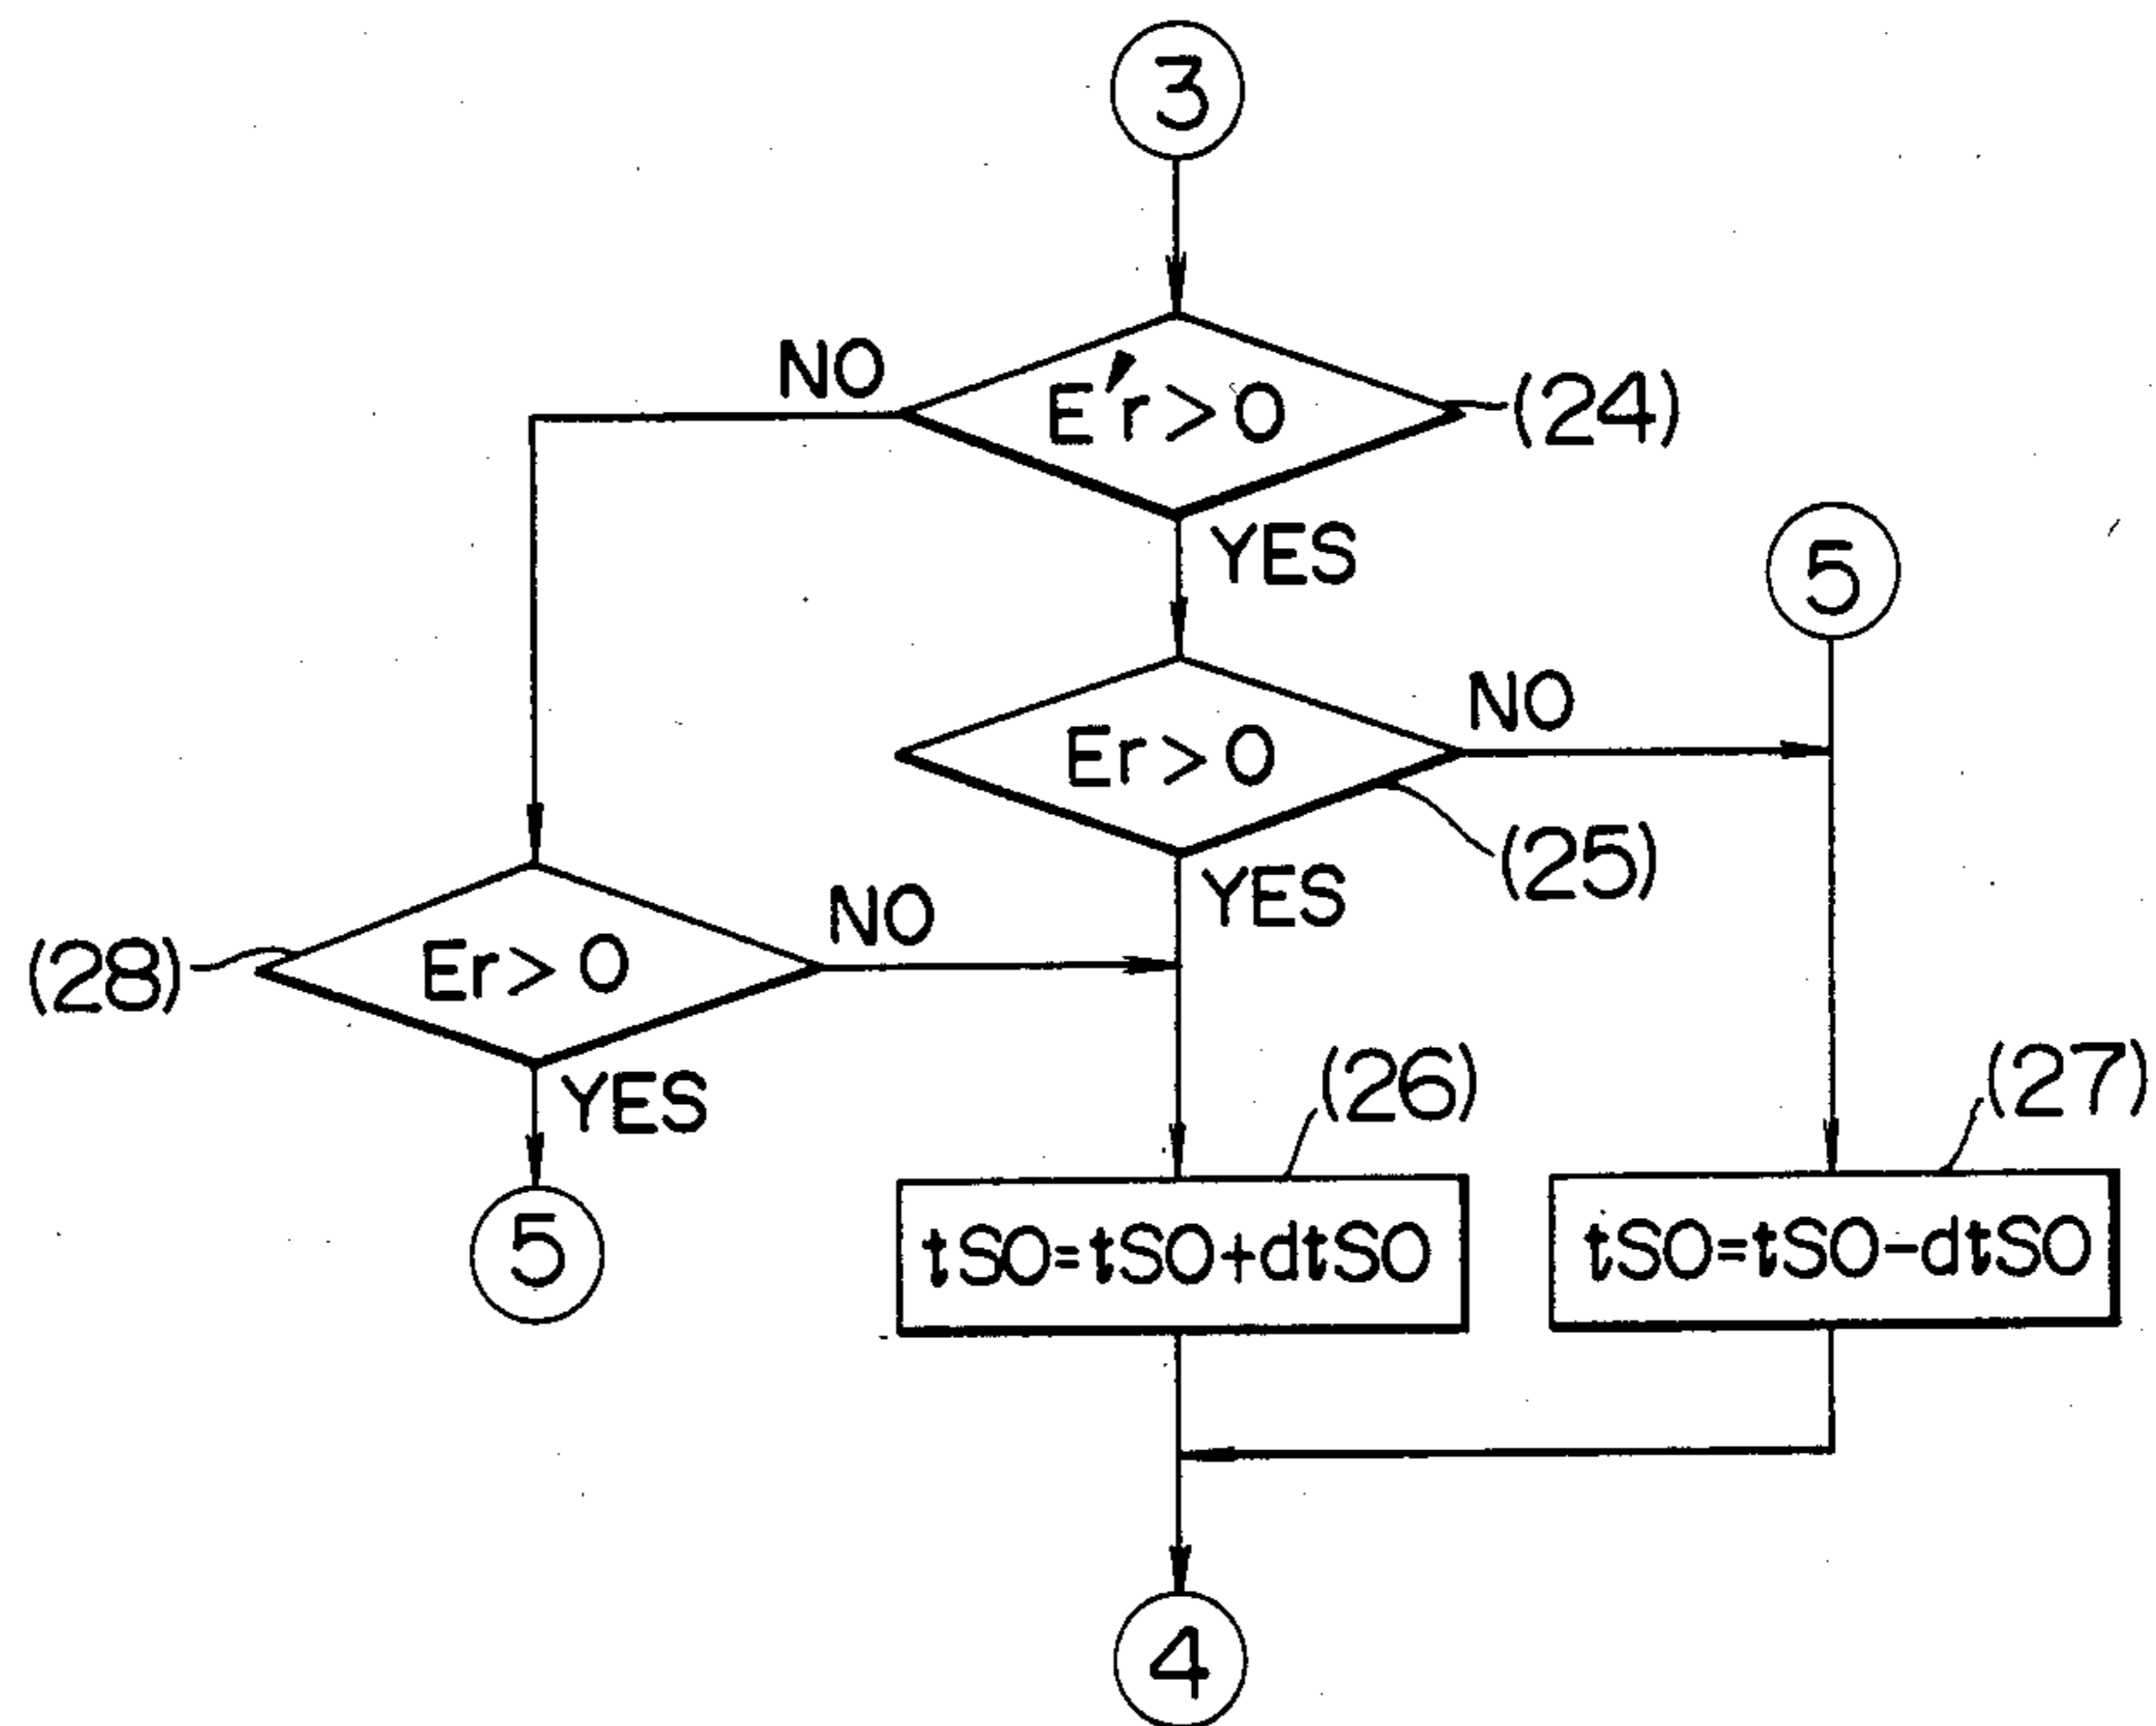 3
NO
E'r>0
(24)
YES
5
NO
Er>0
(25)
YES
NO
(28)
Er>0
YES
(26)
(27)
5
tSO=tSO+dtSO
tSO=tSO-dtSO
4